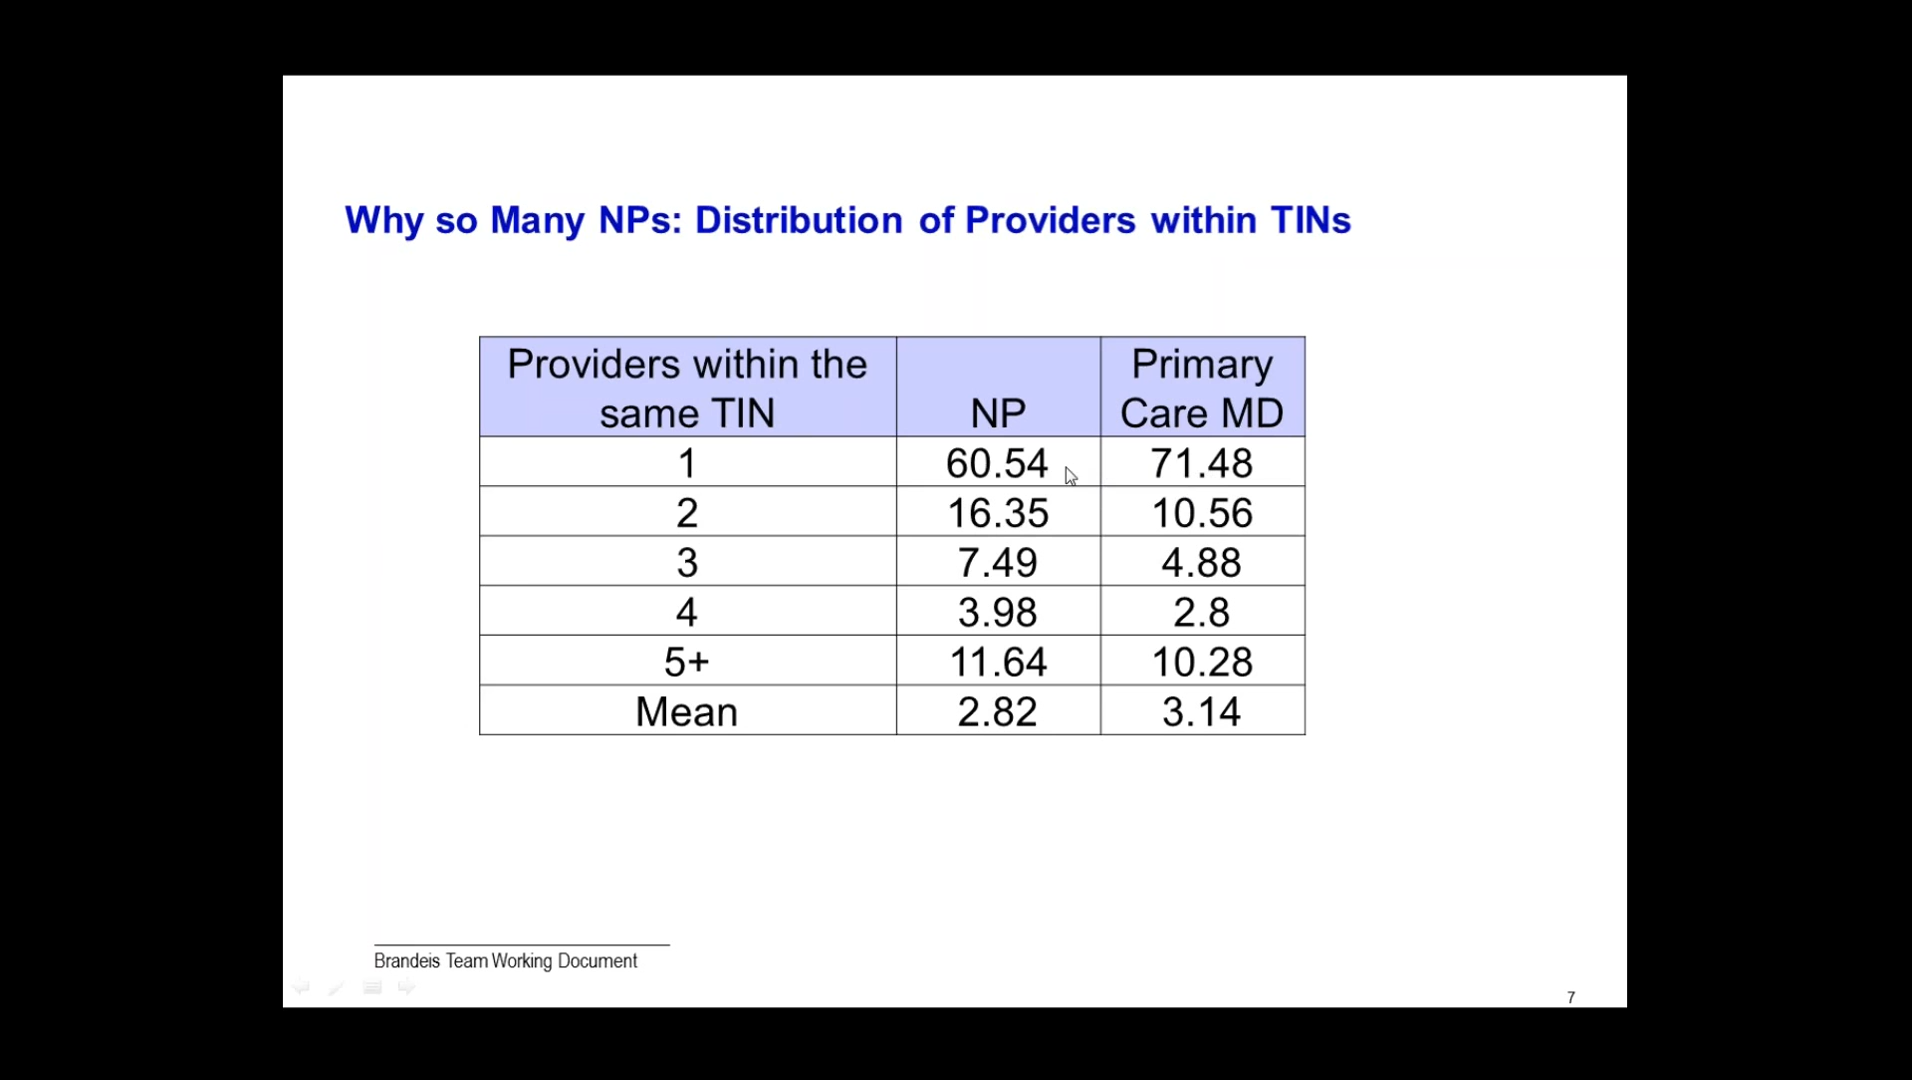 Why so Many NPs: Distribution of Providers within TINs
Providers within the same TIN NP Primary Care MD
1 60.54 71.48
2 16.35 10.56
3 7.49 4.88
4 3.98 2.8
5+ 11.64 10.28
Mean 2.82 3.14
Brandeis Team Working Document
7